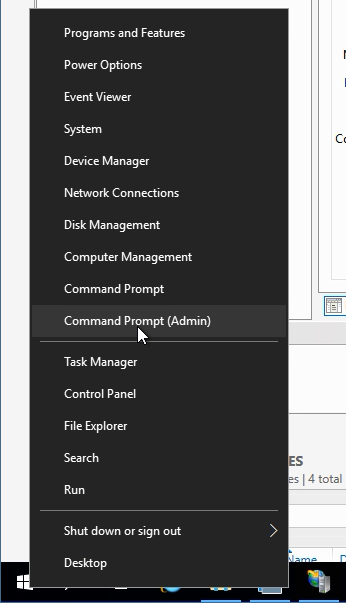 Programs and Features
Power Options
Event Viewer
System
Device Manager
Network Connections
Disk Management
Computer Management
Command Prompt
Command Prompt (Admin)
Task Manager
Control Panel
File Explorer
Search
Run
Shut down or sign out
Desktop
ES
es | 4 total
Name